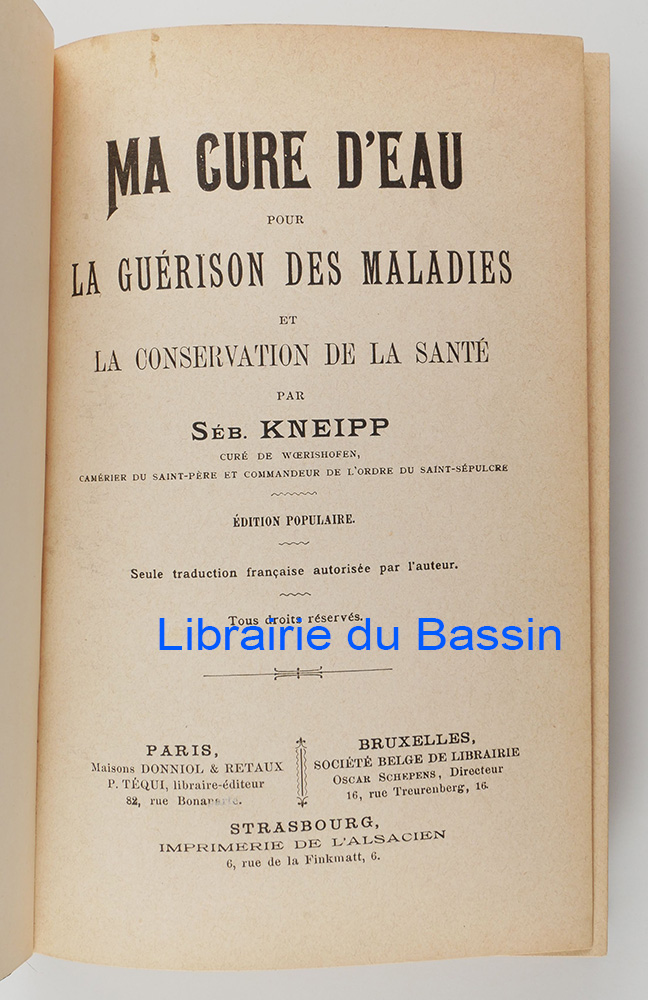 MA CURE D'EAU
POUR
LA GUÉRISON DES MALADIES
ET
LA CONSERVATION DE LA SANTÉ
PAR
SÉB. KNEIPP
CURÉ DE WŒRISHOFEN,
CAMÉRIER DU SAINT-PÈRE ET COMMANDEUR DE L'ORDRE DU SAINT-SÉPULCRE
ÉDITION POPULAIRE.
Seule traduction française autorisée par l'auteur.
Tous droits réservés.
Librairie du Bassin
PARIS,
Maisons DONNIOL & RETAUX
P. TÉQUI, libraire-éditeur
82, rue Bonaparte.
BRUXELLES,
SOCIÉTÉ BELGE DE LIBRAIRIE
OSCAR SCHEPENS, Directeur
16, rue Treurenberg, 16.
STRASBOURG,
IMPRIMERIE DE L'ALSACIEN
6, rue de la Finkmatt, 6.